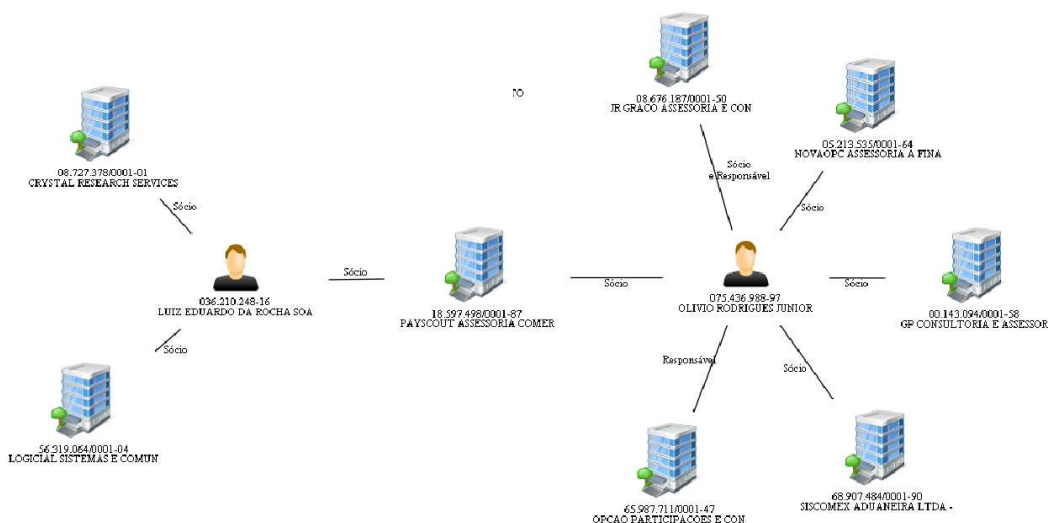 08.676.187/0001-50
JR GRACO ASSESSORIA E CON
TO
05.213.535/0001-64
NOVAOPC ASSESSORIA A FINA
08.727.378/0001-01
CRYSTAL RESEARCH SERVICES
Sócio
e Responsável
Sócio
Sócio
Sócio
Sócio
Sócio
036.210.248-16
LUIZ EDUARDO DA ROCHA SOA
18.597.498/0001-87
PAYSCOUT ASSESSORIA COMER
075.436.988-97
OLIVIO RODRIGUES JUNIOR
00.143.094/0001-58
GP CONSULTORIA E ASSESSOR
Sócio
Responsável
Sócio
56.319.064/0001-04
LOGICIAL SISTEMAS E COMUN
65.987.711/0001-47
OPCAO PARTICIPACOES E CON
68.907.484/0001-90
SISCOMEX ADUANEIRA LTDA -